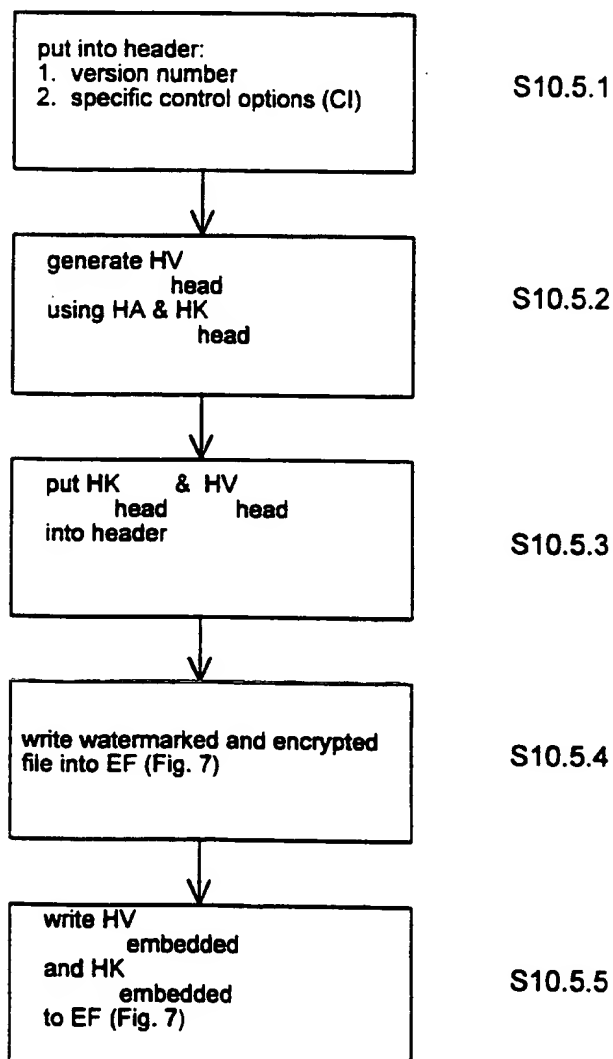 put into header:
1. version number
2. specific control options (CI)
S10.5.1
generate HV
head
using HA & HK
head
S10.5.2
put HK & HV
head head
into header
S10.5.3
write watermarked and encrypted
file into EF (Fig. 7)
S10.5.4
write HV
embedded
and HK
embedded
to EF (Fig. 7)
S10.5.5